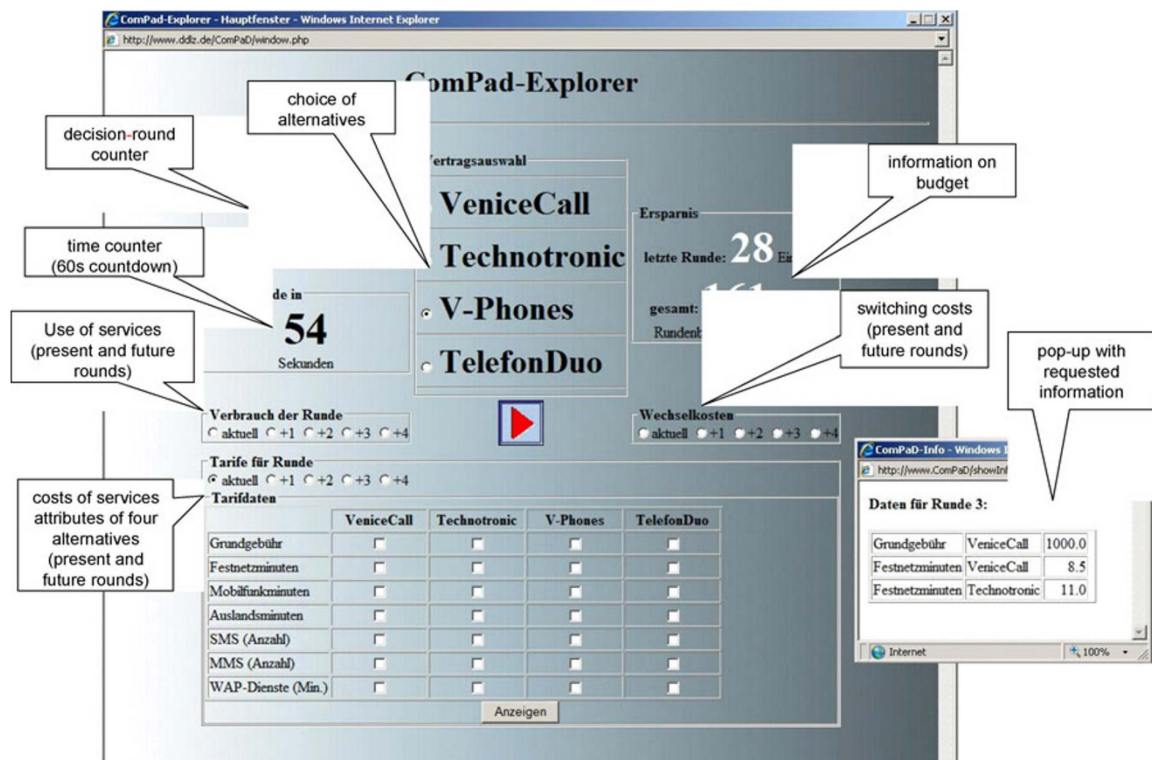 ComPad-Explorer - Hauptfenster - Windows Internet Explorer
http://www.ddlz.de/ComPaD/window.php
ComPad-Explorer
choice of
alternatives
decision-round
counter
information on
budget
Vertragsauswahl
VeniceCall
Technotronic
V-Phones
TelefonDuo
Ersparnis
letzte Runde: 28
gesamt: 161
time counter
(60s countdown)
54
Sekunden
switching costs
(present and
future rounds)
Use of services
(present and future
rounds)
pop-up with
requested
information
Verbrauch der Runde
aktuell +1 +2 +3 +4
Wechselkosten
aktuell +1 +2 +3 +4
Tarife für Runde
aktuell +1 +2 +3 +4
costs of services
attributes of four
alternatives
(present and
future rounds)
Tarifdaten
VeniceCall Technotronic V-Phones TelefonDuo
Grundgebühr
Festnetzminuten
Mobilfunkminuten
Auslandsminuten
SMS (Anzahl)
MMS (Anzahl)
WAP-Dienste (Min.)
Anzeigen
ComPaD-Info - Windows
http://www.ComPaD/showInf
Daten für Runde 3:
Grundgebühr VeniceCall 1000.0
Festnetzminuten VeniceCall 8.5
Festnetzminuten Technotronic 11.0
Internet 100%